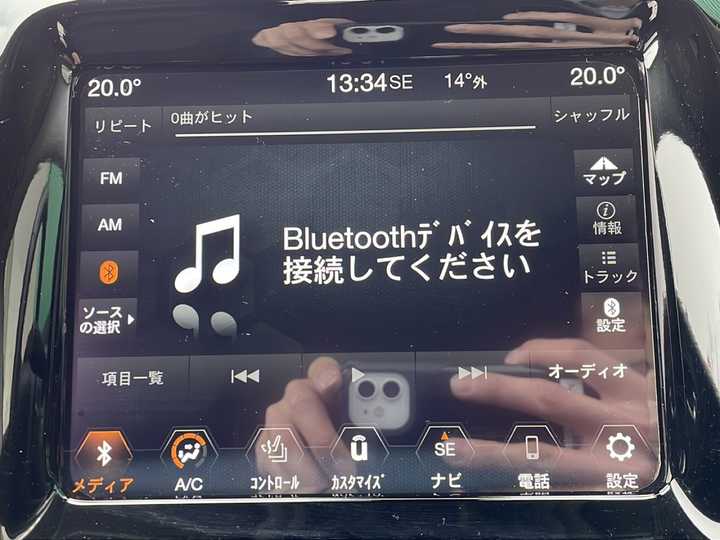 20.0°
13:34SE
14°外
20.0°
リピート
0曲がヒット
シャッフル
FM
AM
ソース
の選択
Bluetoothﾃﾞﾊﾞｲｽを
接続してください
マップ
情報
トラック
設定
項目一覧
オーディオ
メディア
A/C
ｺﾝﾄﾛｰﾙ
ｶｽﾀﾏｲｽﾞ
SE
ナビ
電話
設定